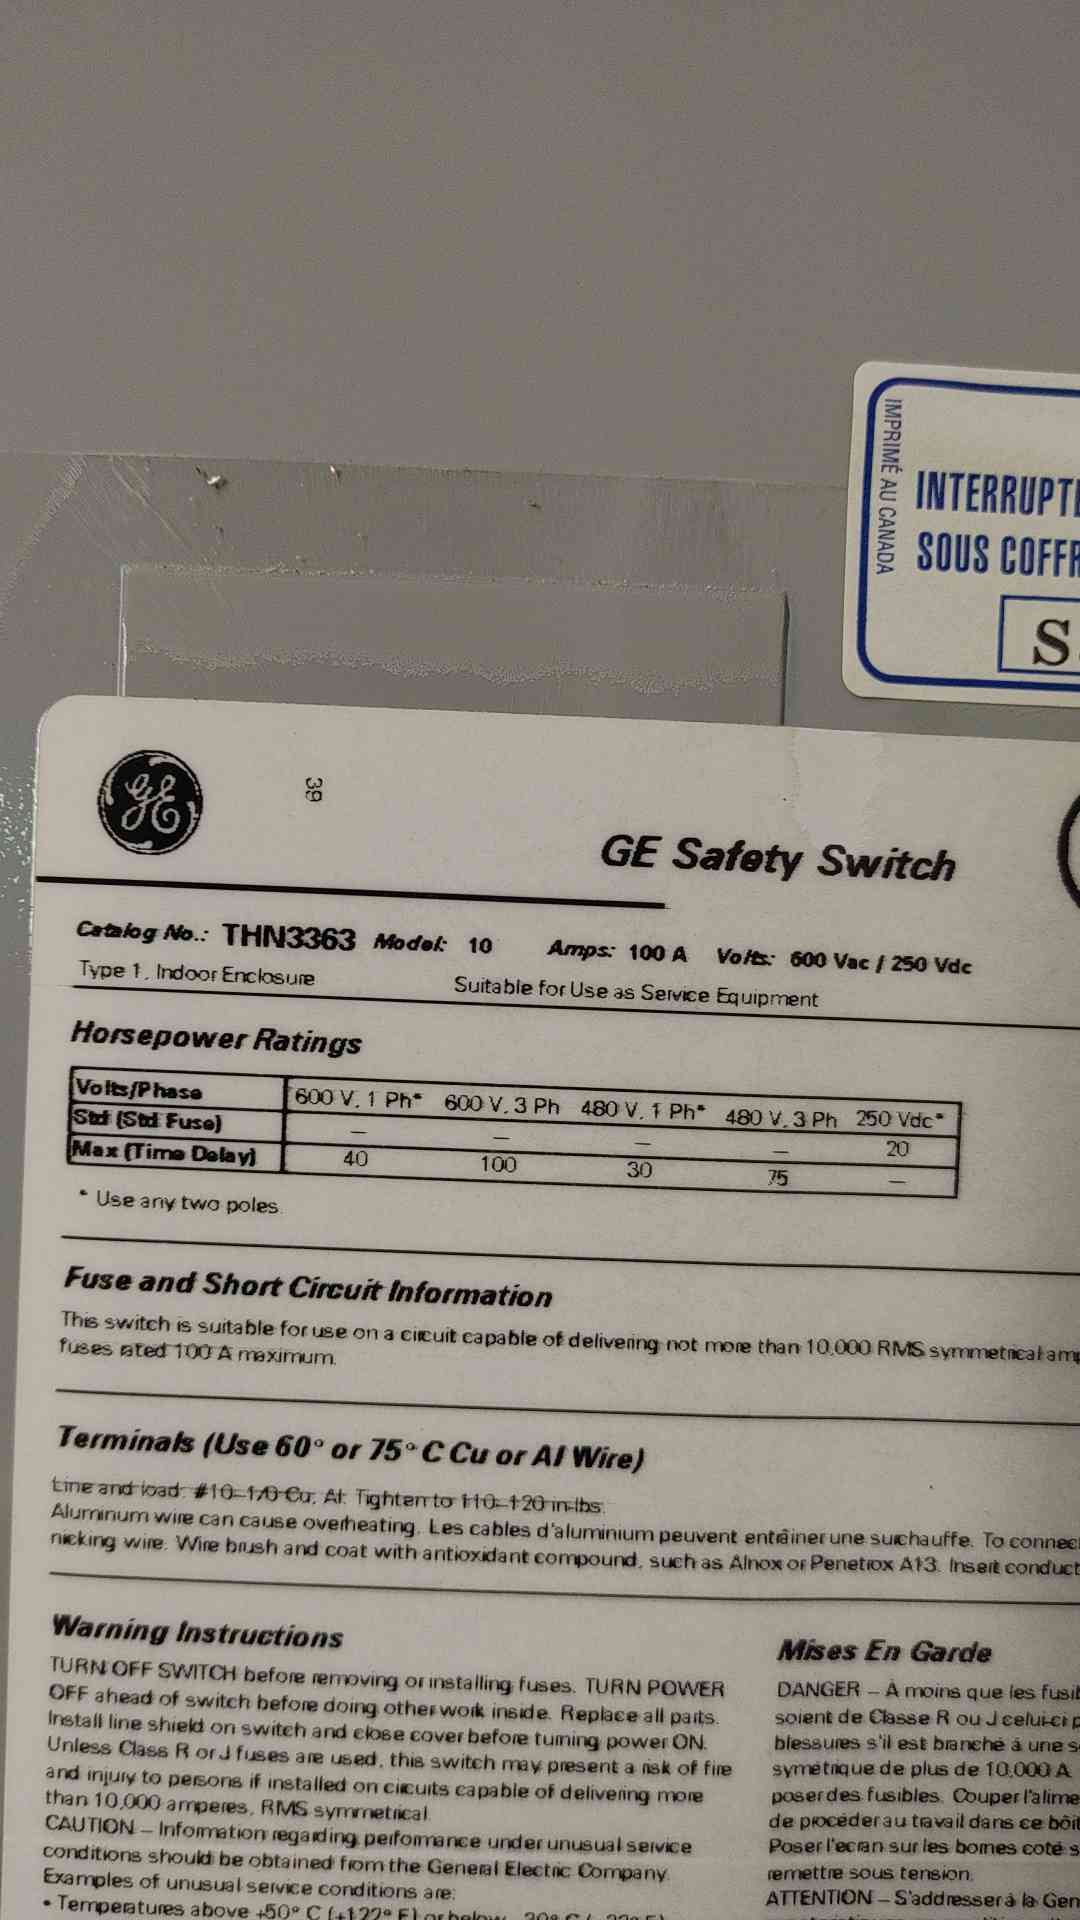 IMPRIMÉ AU CANADA
INTERRUPTE
SOUS COFFR
S
GE
39
GE Safety Switch
Catalog No.: THN3363 Model: 10 Amps: 100 A Volts: 600 Vac / 250 Vdc
Type 1, Indoor Enclosure Suitable for Use as Service Equipment
Horsepower Ratings
Volts/Phase 600 V, 1 Ph* 600 V, 3 Ph 480 V, 1 Ph* 480 V, 3 Ph 250 Vdc*
Std (Std Fuse) — — — — 20
Max (Time Delay) 40 100 30 75 —
* Use any two poles.
Fuse and Short Circuit Information
This switch is suitable for use on a circuit capable of delivering not more than 10,000 RMS symmetrical amp
fuses rated 100 A maximum.
Terminals (Use 60° or 75° C Cu or Al Wire)
Line and load: #10-1/0 Cu, Al. Tighten to 110-120 in-lbs.
Aluminum wire can cause overheating. Les cables d'aluminium peuvent entrâiner une surchauffe. To connec
nicking wire. Wire brush and coat with antioxidant compound, such as Alnox or Penetrox A13. Insert conduct
Warning Instructions
TURN OFF SWITCH before removing or installing fuses. TURN POWER
OFF ahead of switch before doing other work inside. Replace all parts.
Install line shield on switch and close cover before turning power ON.
Unless Class R or J fuses are used, this switch may present a risk of fire
and injury to persons if installed on circuits capable of delivering more
than 10,000 amperes, RMS symmetrical.
CAUTION – Information regarding performance under unusual service
conditions should be obtained from the General Electric Company.
Examples of unusual service conditions are:
• Temperatures above +50° C (+122° F) or below
Mises En Garde
DANGER – À moins que les fusib
soient de Classe R ou J celui-ci p
blessures s'il est branché à une s
symétrique de plus de 10,000 A
poser des fusibles. Couper l'alime
de procéder au travail dans ce bôit
Poser l'ecran sur les bornes coté s
remettre sous tension.
ATTENTION – S'addresser à la Gen